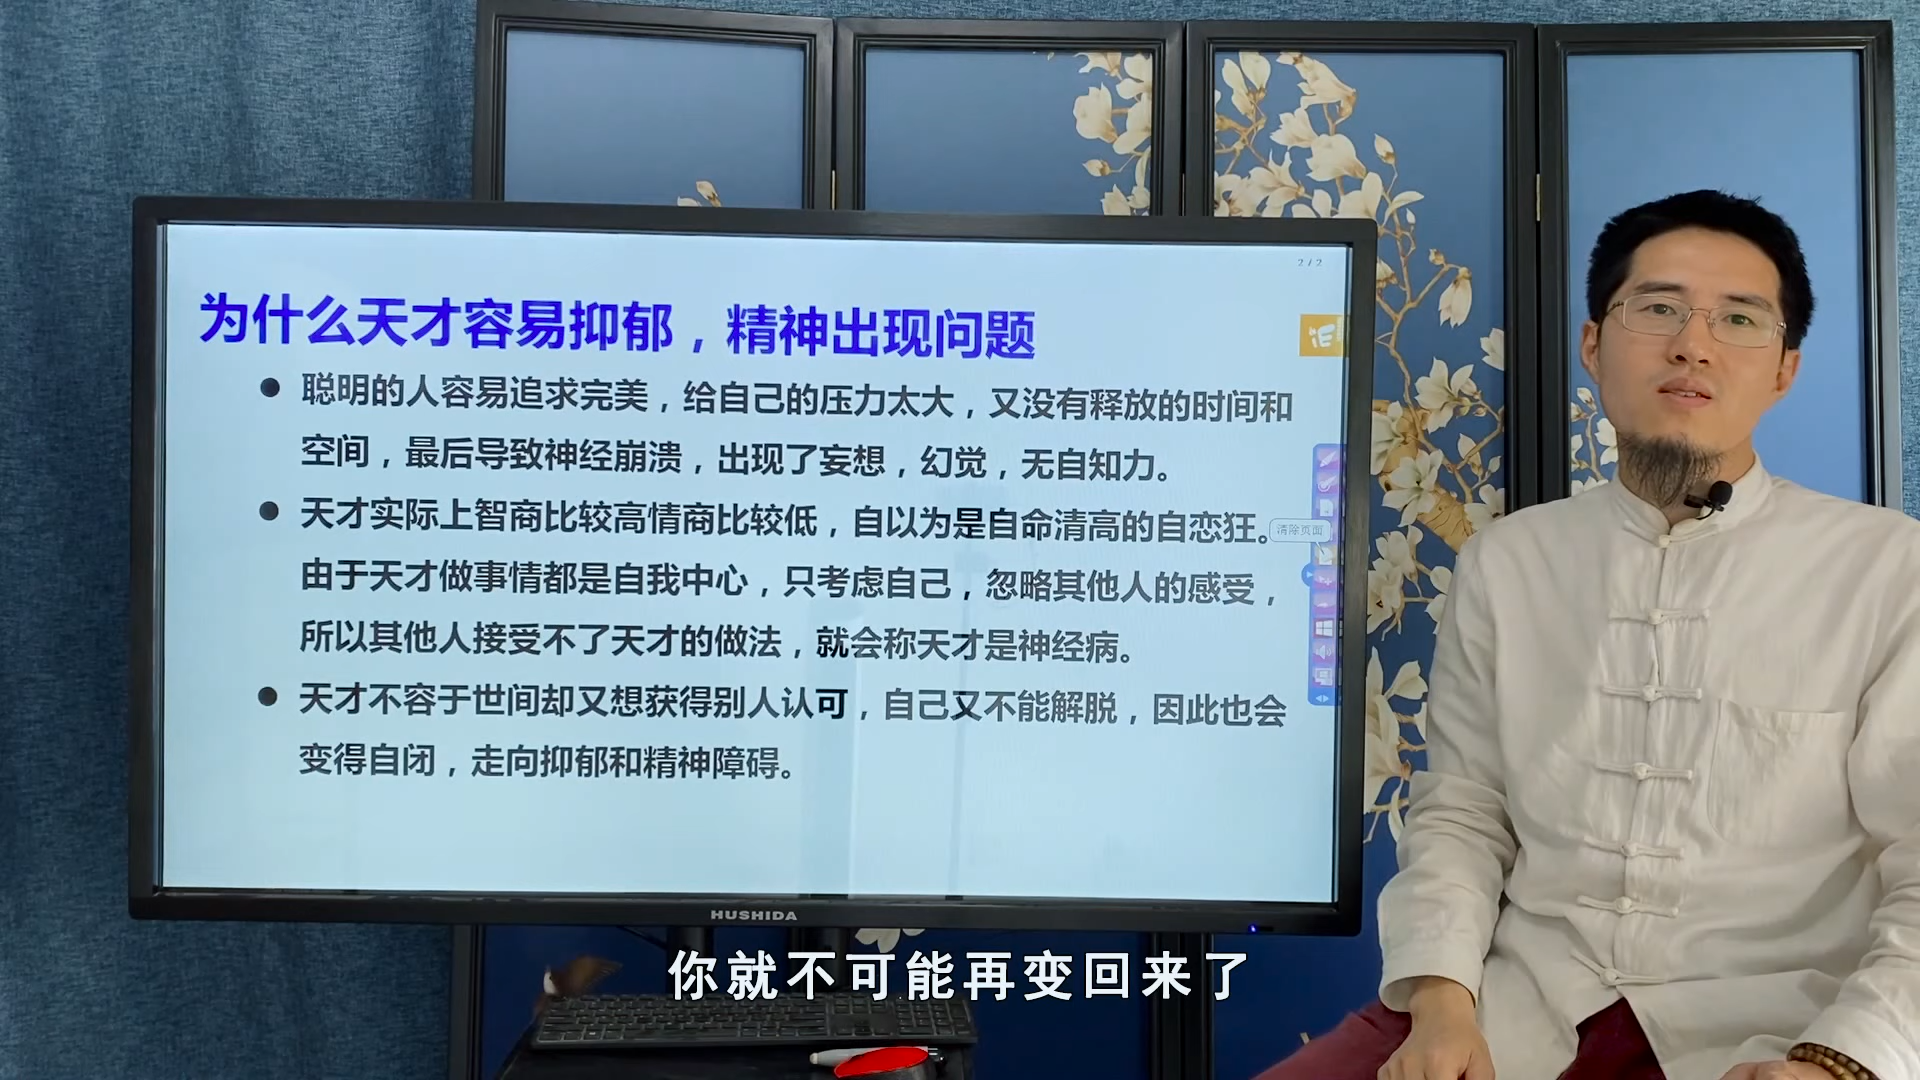 2/2
为什么天才容易抑郁，精神出现问题
● 聪明的人容易追求完美，给自己的压力太大，又没有释放的时间和
空间，最后导致神经崩溃，出现了妄想，幻觉，无自知力。
● 天才实际上智商比较高情商比较低，自以为是自命清高的自恋狂。
清除页面
由于天才做事情都是自我中心，只考虑自己，忽略其他人的感受，
所以其他人接受不了天才的做法，就会称天才是神经病。
● 天才不容于世间却又想获得别人认可，自己又不能解脱，因此也会
变得自闭，走向抑郁和精神障碍。
HUSHIDA
你就不可能再变回来了